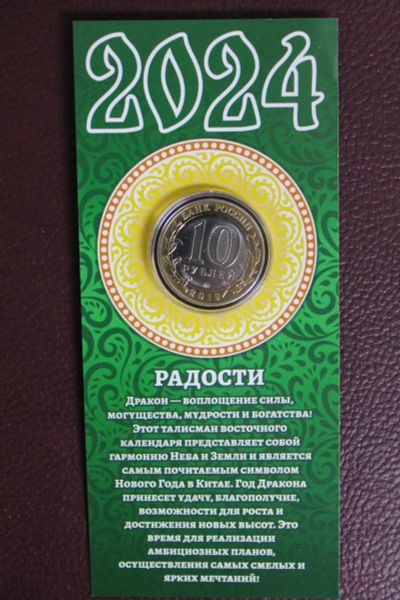 2024
БАНК РОССИИ
10
РУБЛЕЙ
2019
РАДОСТИ
Дракон — воплощение силы,
могущества, мудрости и богатства!
Этот талисман восточного
календаря представляет собой
гармонию Неба и Земли и является
самым почитаемым символом
Нового Года в Китае. Год Дракона
принесет удачу, благополучие,
возможности для роста и
достижения новых высот. Это
время для реализации
амбициозных планов,
осуществления самых смелых и
ярких мечтаний!